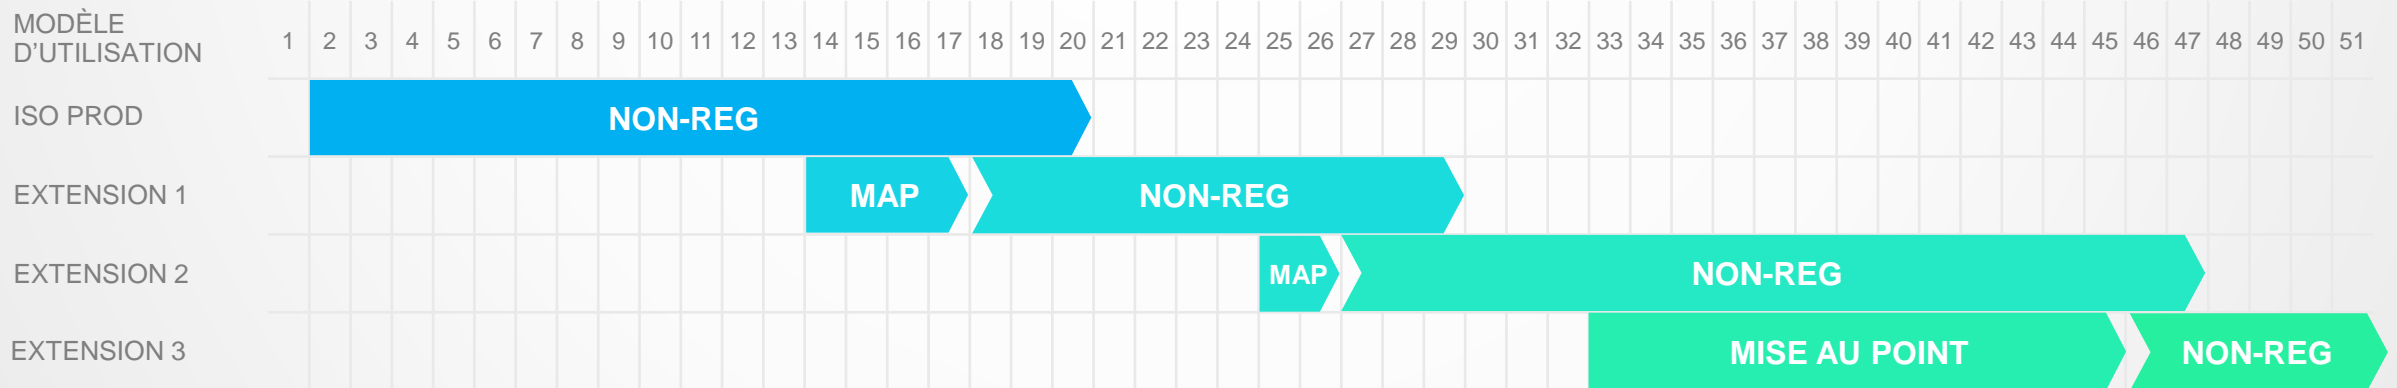 MODÈLE
D’UTILISATION
1 2 3 4 5 6 7 8 9 10 11 12 13 14 15 16 17 18 19 20 21 22 23 24 25 26 27 28 29 30 31 32 33 34 35 36 37 38 39 40 41 42 43 44 45 46 47 48 49 50 51
ISO PROD NON-REG
EXTENSION 1 MAP NON-REG
EXTENSION 2 MAP NON-REG
EXTENSION 3 MISE AU POINT NON-REG